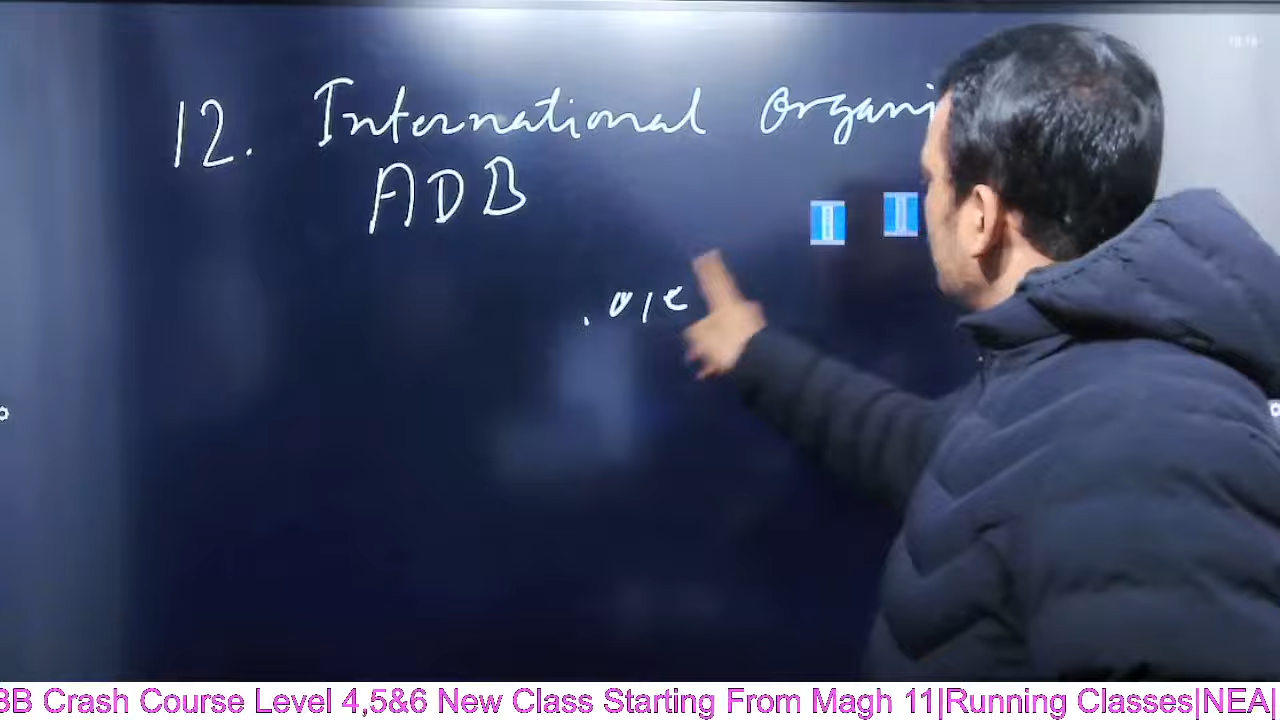 12. International Organi
ADB
3B Crash Course Level 4,5&6 New Class Starting From Magh 11|Running Classes|NEA|